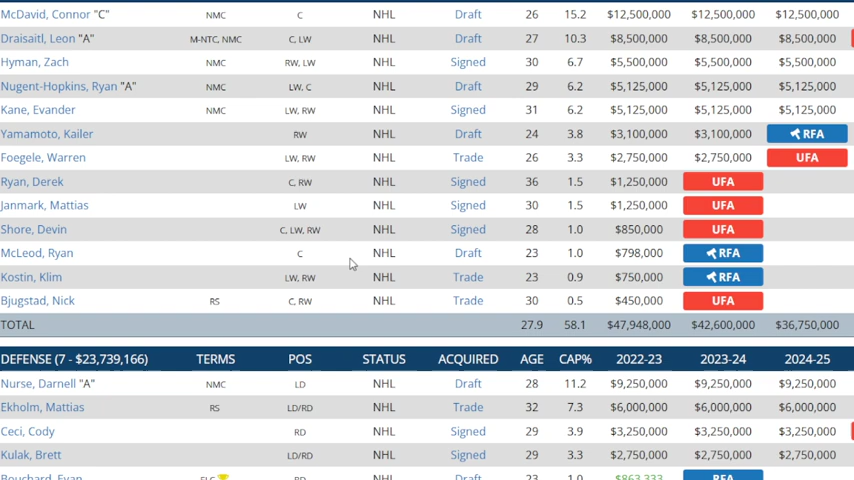 McDavid, Connor "C" NMC C NHL Draft 26 15.2 $12,500,000 $12,500,000 $12,500,000
Draisaitl, Leon "A" M-NTC, NMC C, LW NHL Draft 27 10.3 $8,500,000 $8,500,000 $8,500,000
Hyman, Zach NMC RW, LW NHL Signed 30 6.7 $5,500,000 $5,500,000 $5,500,000
Nugent-Hopkins, Ryan "A" NMC LW, C NHL Draft 29 6.2 $5,125,000 $5,125,000 $5,125,000
Kane, Evander NMC LW, RW NHL Signed 31 6.2 $5,125,000 $5,125,000 $5,125,000
Yamamoto, Kailer RW NHL Draft 24 3.8 $3,100,000 $3,100,000 RFA
Foegele, Warren LW, RW NHL Trade 26 3.3 $2,750,000 $2,750,000 UFA
Ryan, Derek C, RW NHL Signed 36 1.5 $1,250,000 UFA
Janmark, Mattias LW NHL Signed 30 1.5 $1,250,000 UFA
Shore, Devin C, LW, RW NHL Signed 28 1.0 $850,000 UFA
McLeod, Ryan C NHL Draft 23 1.0 $798,000 RFA
Kostin, Klim LW, RW NHL Trade 23 0.9 $750,000 RFA
Bjugstad, Nick RS C, RW NHL Trade 30 0.5 $450,000 UFA
TOTAL 27.9 58.1 $47,948,000 $42,600,000 $36,750,000
DEFENSE (7 - $23,739,166) TERMS POS STATUS ACQUIRED AGE CAP% 2022-23 2023-24 2024-25
Nurse, Darnell "A" NMC LD NHL Draft 28 11.2 $9,250,000 $9,250,000 $9,250,000
Ekholm, Mattias RS LD/RD NHL Trade 32 7.3 $6,000,000 $6,000,000 $6,000,000
Ceci, Cody RD NHL Signed 29 3.9 $3,250,000 $3,250,000 $3,250,000
Kulak, Brett LD/RD NHL Signed 29 3.3 $2,750,000 $2,750,000 $2,750,000
Bouchard, Evan ELC RD NHL Draft 23 1.0 $863,333 RFA